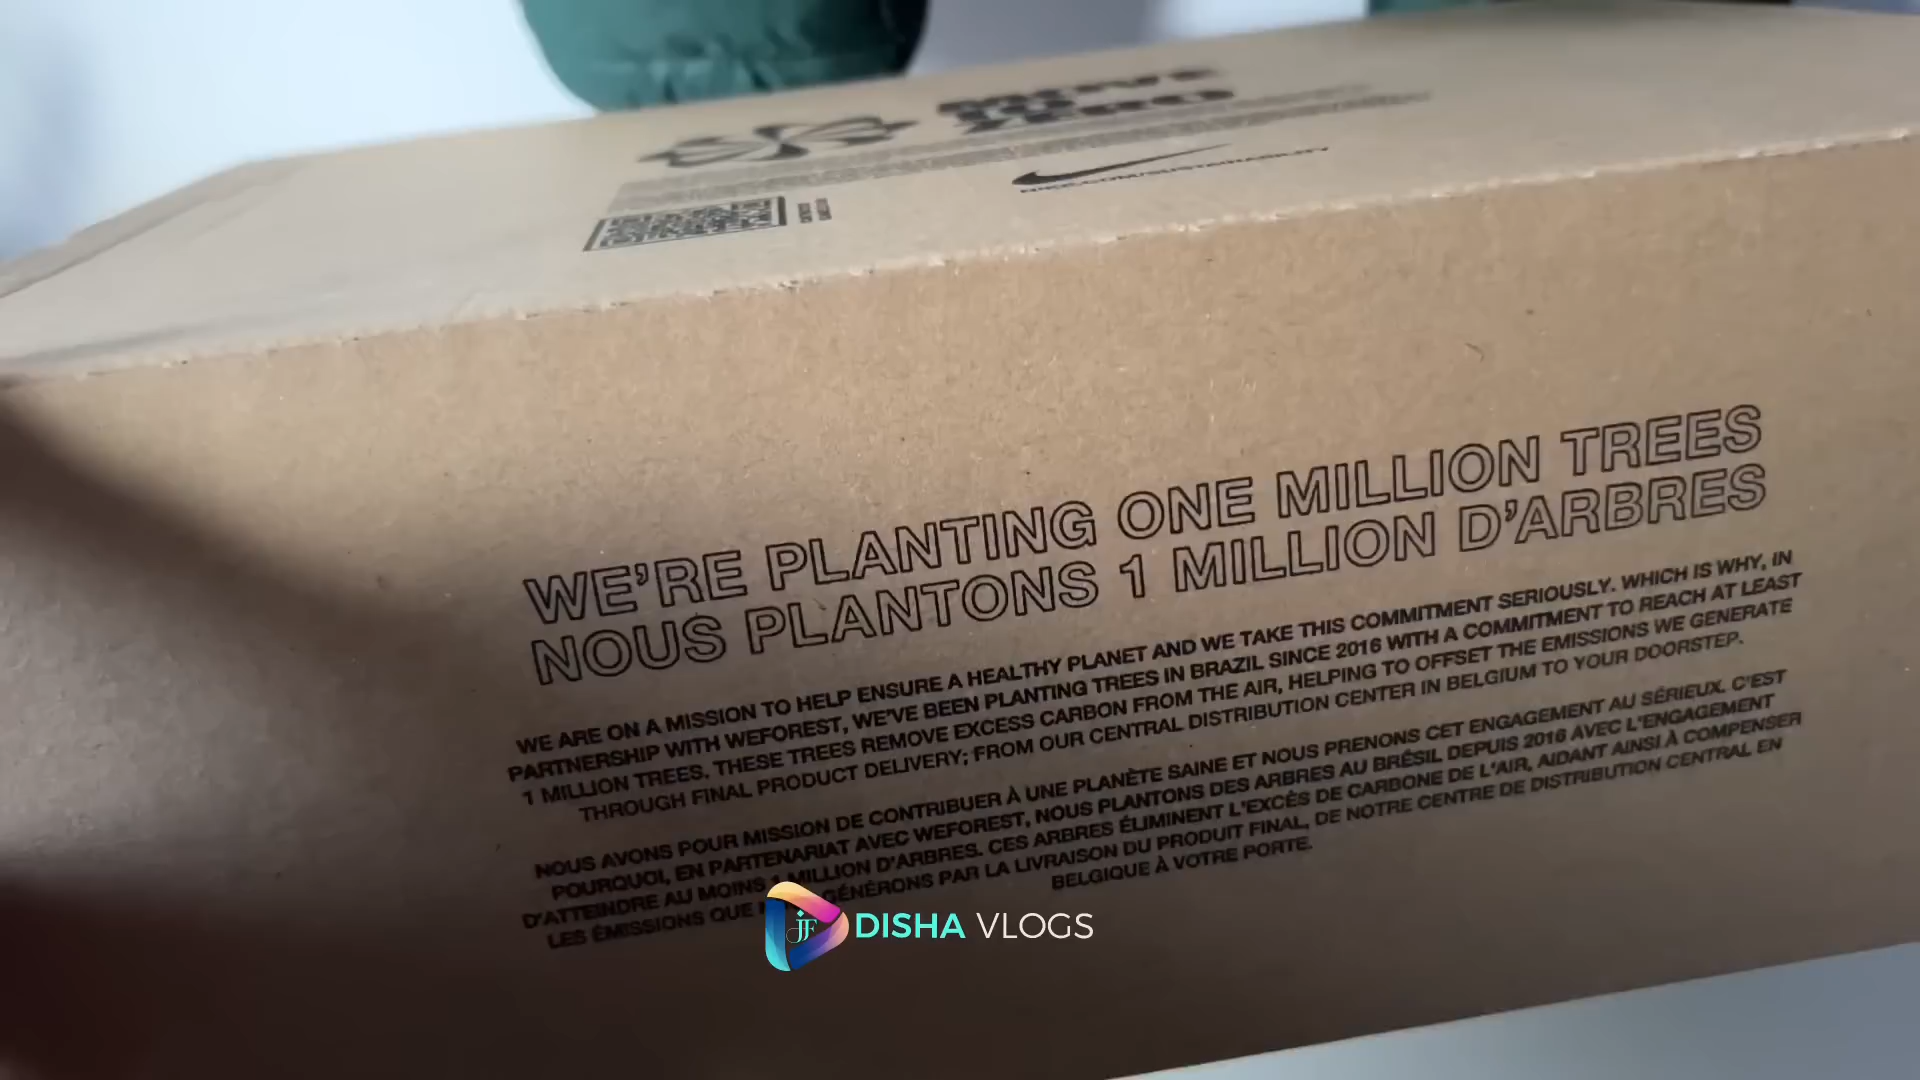 MOVE
TO
ZERO
NIKE.COM/SUSTAINABILITY
WE'RE PLANTING ONE MILLION TREES
NOUS PLANTONS 1 MILLION D'ARBRES
WE ARE ON A MISSION TO HELP ENSURE A HEALTHY PLANET AND WE TAKE THIS COMMITMENT SERIOUSLY. WHICH IS WHY, IN
PARTNERSHIP WITH WEFOREST, WE'VE BEEN PLANTING TREES IN BRAZIL SINCE 2016 WITH A COMMITMENT TO REACH AT LEAST
1 MILLION TREES. THESE TREES REMOVE EXCESS CARBON FROM THE AIR, HELPING TO OFFSET THE EMISSIONS WE GENERATE
THROUGH FINAL PRODUCT DELIVERY; FROM OUR CENTRAL DISTRIBUTION CENTER IN BELGIUM TO YOUR DOORSTEP.
NOUS AVONS POUR MISSION DE CONTRIBUER À UNE PLANÈTE SAINE ET NOUS PRENONS CET ENGAGEMENT AU SÉRIEUX. C'EST
POURQUOI, EN PARTENARIAT AVEC WEFOREST, NOUS PLANTONS DES ARBRES AU BRÉSIL DEPUIS 2016 AVEC L'ENGAGEMENT
D'ATTEINDRE AU MOINS 1 MILLION D'ARBRES. CES ARBRES ÉLIMINENT L'EXCÈS DE CARBONE DE L'AIR, AIDANT AINSI À COMPENSER
LES ÉMISSIONS QUE GÉNÉRONS PAR LA LIVRAISON DU PRODUIT FINAL, DE NOTRE CENTRE DE DISTRIBUTION CENTRAL EN
BELGIQUE À VOTRE PORTE.
JF DISHA VLOGS